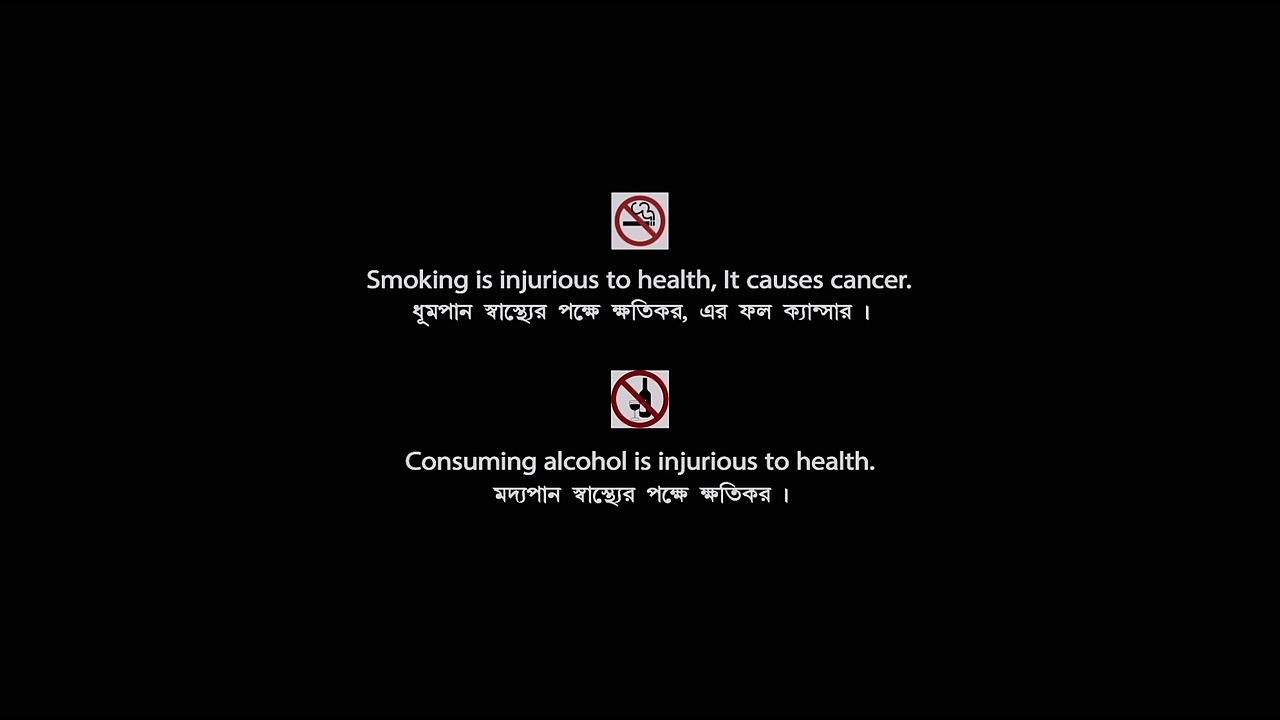 Smoking is injurious to health, It causes cancer.
ধূমপান স্বাস্থ্যের পক্ষে ক্ষতিকর, এর ফল ক্যান্সার ।
Consuming alcohol is injurious to health.
মদ্যপান স্বাস্থ্যের পক্ষে ক্ষতিকর ।